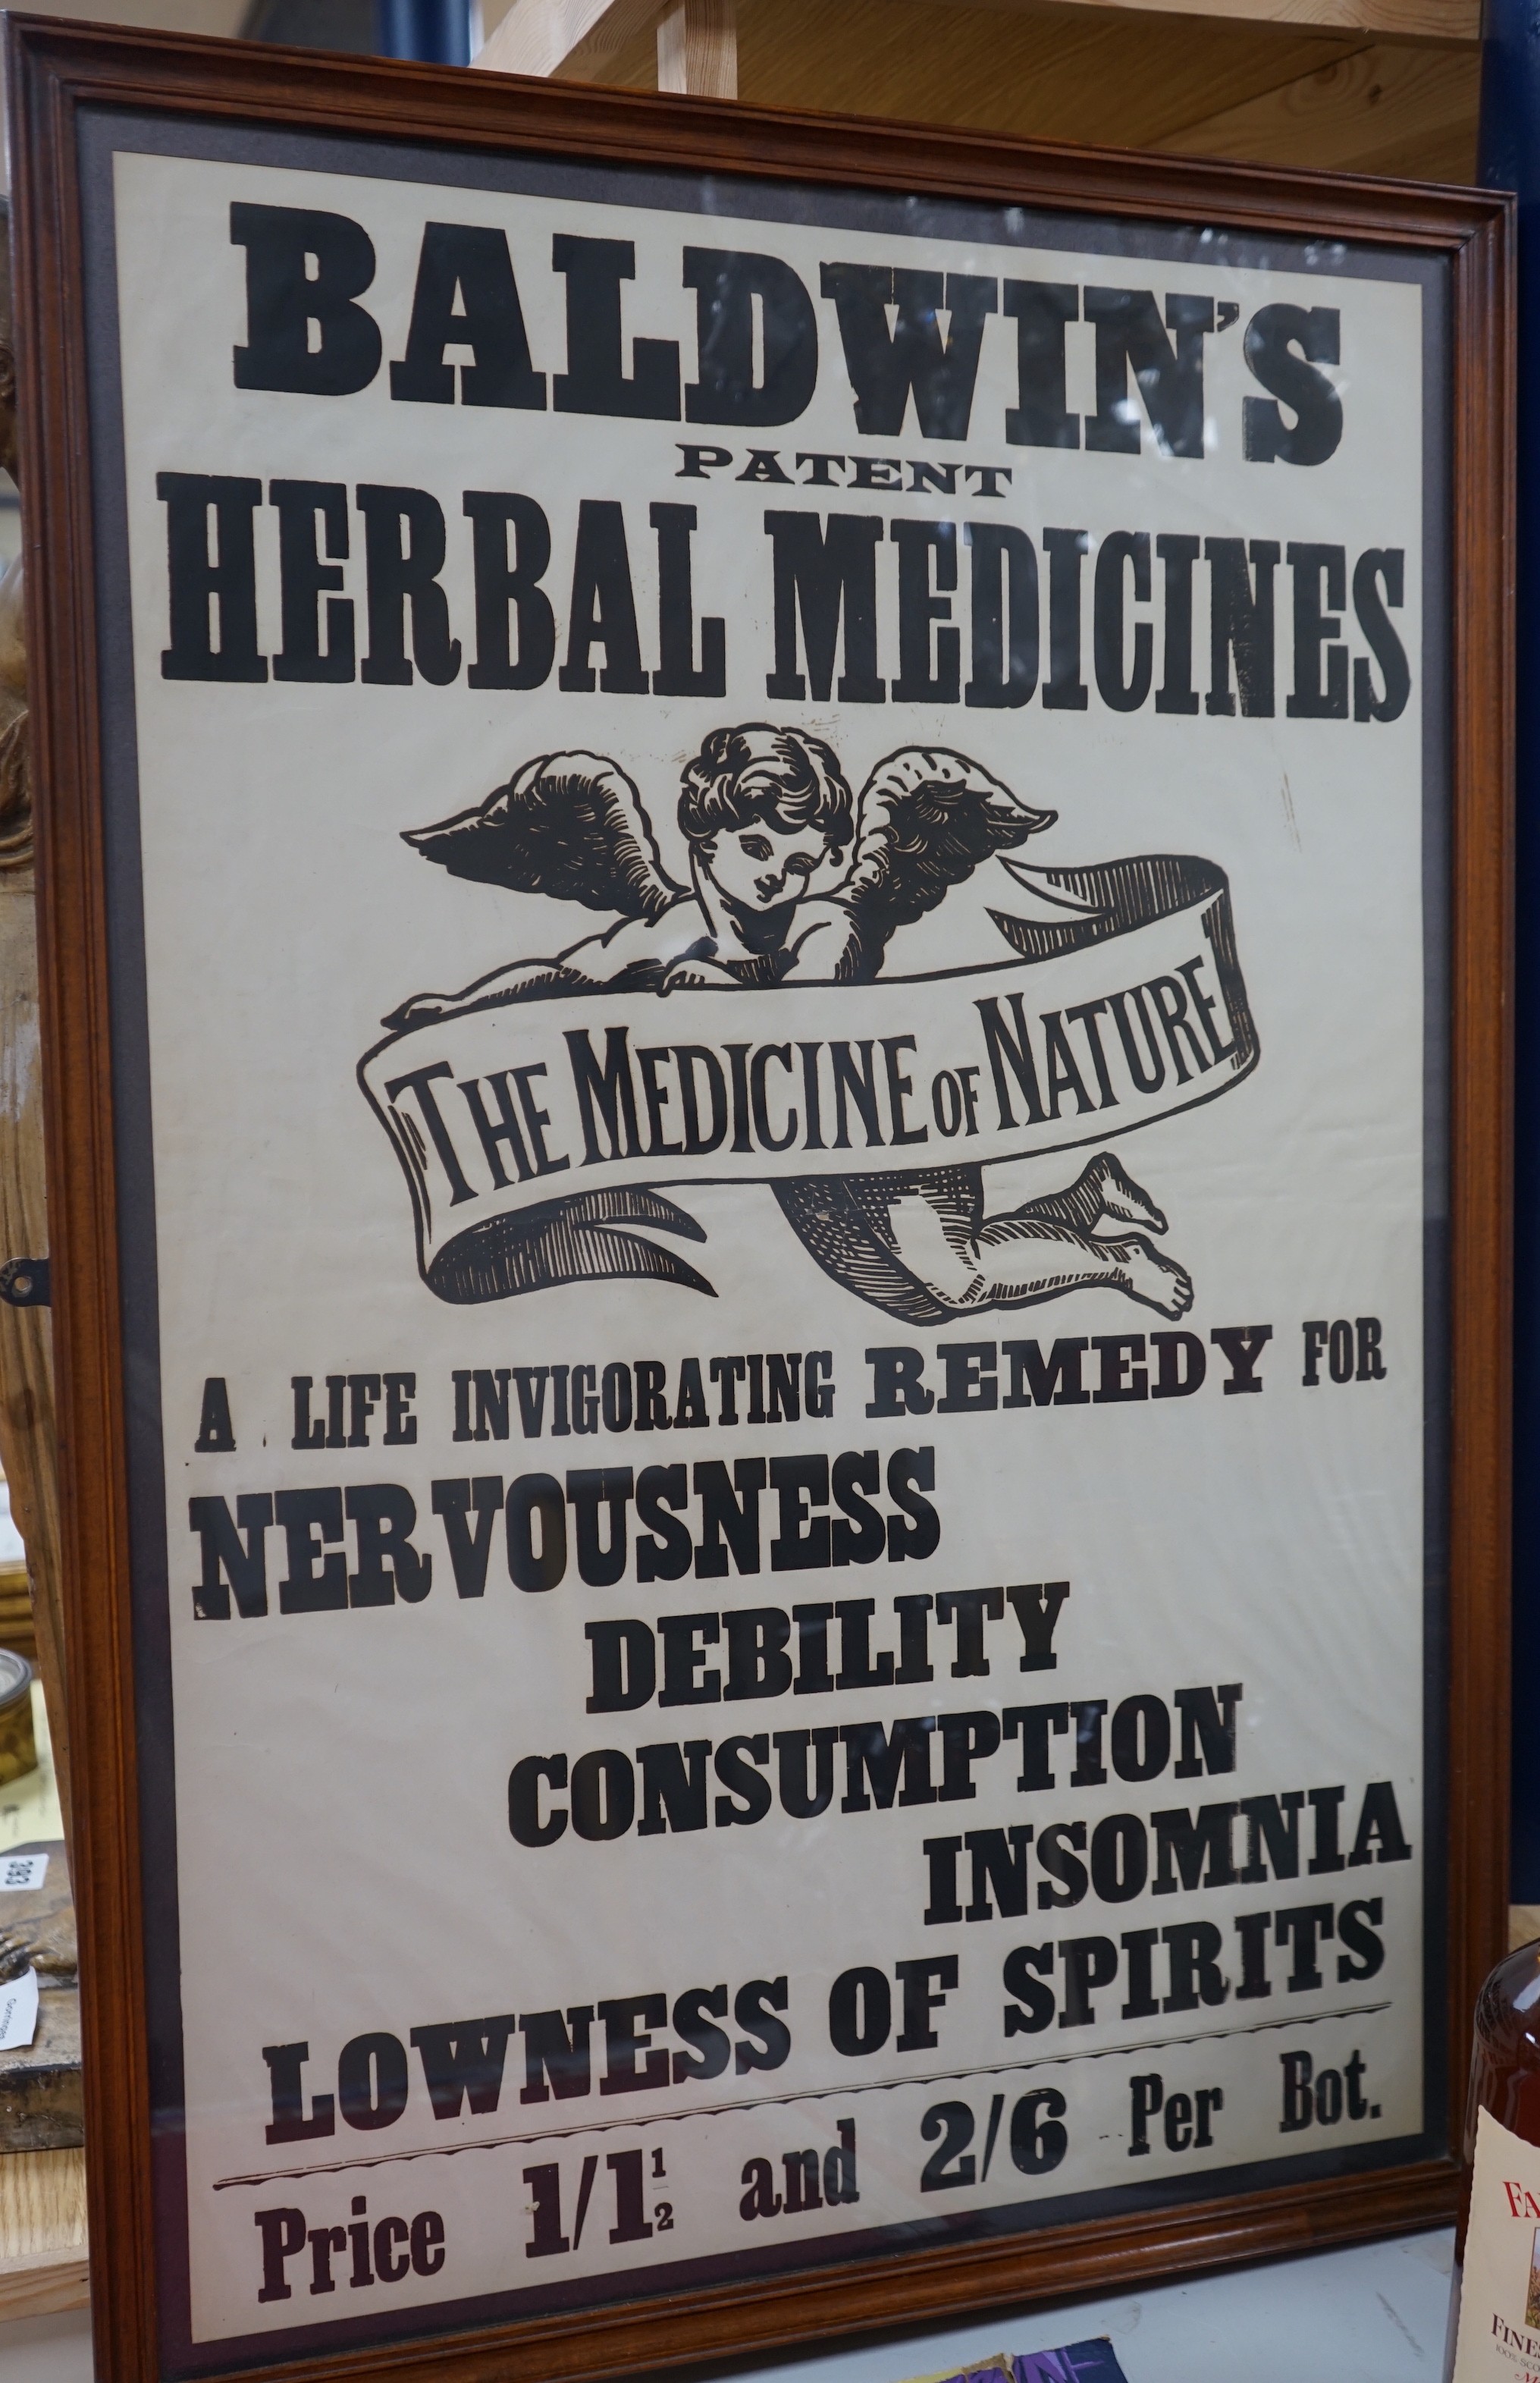 BALDWIN'S
PATENT
HERBAL MEDICINES
THE MEDICINE OF NATURE
A LIFE INVIGORATING REMEDY FOR
NERVOUSNESS
DEBILITY
CONSUMPTION
INSOMNIA
LOWNESS OF SPIRITS
Price 1/1½ and 2/6 Per Bot.
393